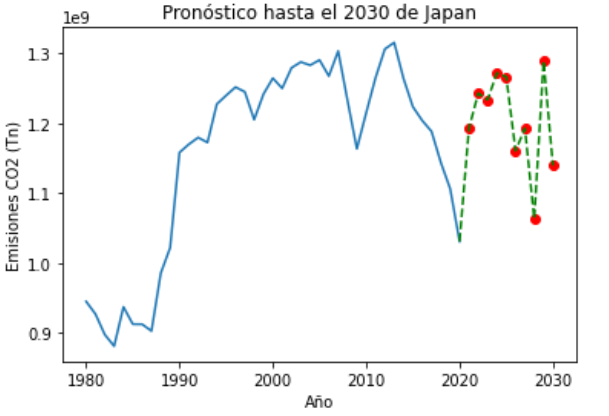 Pronóstico hasta el 2030 de Japan
1e9
1.3
1.2
1.1
1.0
0.9
Emisiones CO2 (Tn)
1980 1990 2000 2010 2020 2030
Año